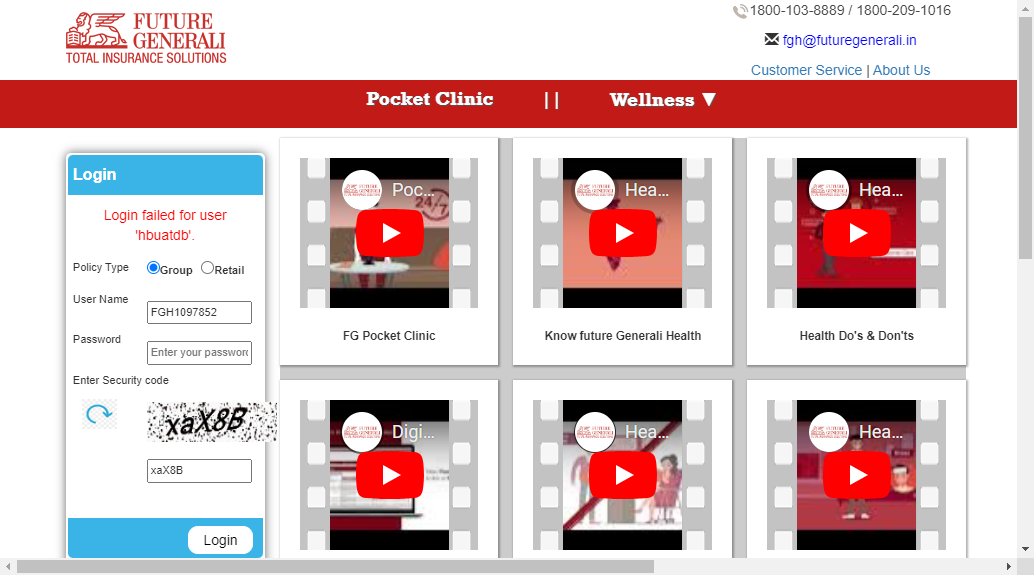 FUTURE
GENERALI
TOTAL INSURANCE SOLUTIONS
1800-103-8889 / 1800-209-1016
fgh@futuregenerali.in
Customer Service | About Us
Pocket Clinic || Wellness ▼
Login
Login failed for user
'hbuatdb'.
Policy Type Group Retail
User Name
FGH1097852
Password
Enter your password
Enter Security code
xaX8B
xaX8B
Login
Poc...
24/7
FG Pocket Clinic
Hea...
Know future Generali Health
Hea...
Health Do's & Don'ts
Digi...
Hea...
Hea...